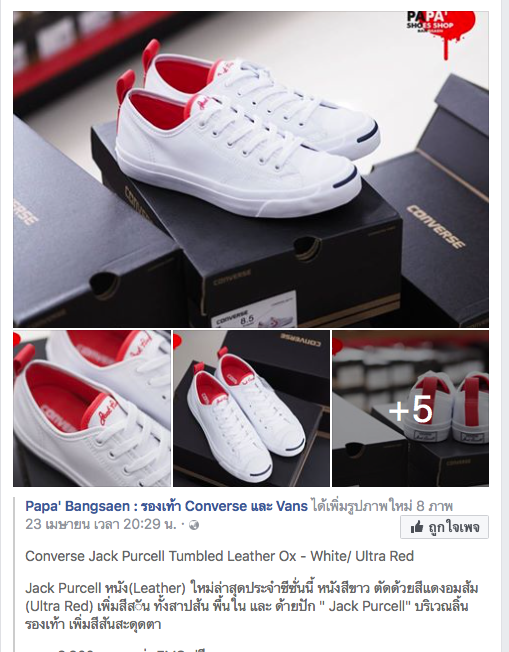 PAPA'
SHOES SHOP
CONVERSE
CONVERSE
CONVERSE
8.5
CONVERSE
CONVERSE
+5
Papa' Bangsaen : รองเท้า Converse และ Vans ได้เพิ่มรูปภาพใหม่ 8 ภาพ
23 เมษายน เวลา 20:29 น. ·
ถูกใจเพจ
Converse Jack Purcell Tumbled Leather Ox - White/ Ultra Red
Jack Purcell หนัง(Leather) ใหม่ล่าสุดประจำซีซั่นนี้ หนังสีขาว ตัดด้วยสีแดงอมส้ม
(Ultra Red) เพิ่มสีสัีน ทั้งสาปส้น พื้นใน และ ด้ายปัก " Jack Purcell" บริเวณลิ้น
รองเท้า เพิ่มสีสันสะดุดตา